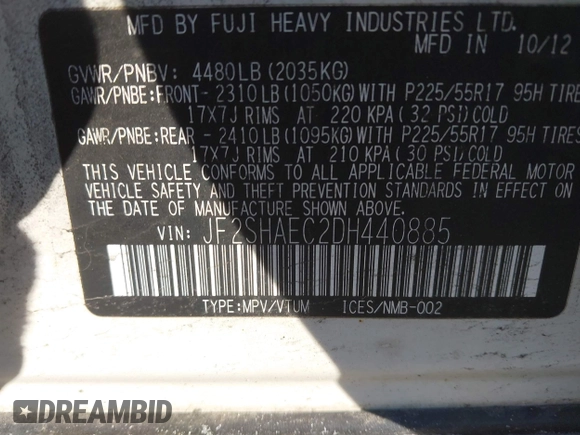 MFD BY FUJI HEAVY INDUSTRIES LTD.
MFD IN 10/12
GVWR/PNBV: 4480LB(2035KG)
GAWR/PNBE:FRONT-2310LB(1050KG)WITH P225/55R17 95H TIRE
17X7J RIMS AT 220 KPA(32 PSI)COLD
GAWR/PNBE:REAR -2410LB(1095KG)WITH P225/55R17 95H TIRES
17X7J RIMS AT 210 KPA(30 PSI)COLD
THIS VEHICLE CONFORMS TO ALL APPLICABLE FEDERAL MOTOR
VEHICLE SAFETY AND THEFT PREVENTION STANDARDS IN EFFECT ON
THE DATE OF MANUFACTURE SHOWN ABOVE.
VIN: JF2SHAEC2DH440885
TYPE:MPV/VTUM ICES/NMB-002
DREAMBID